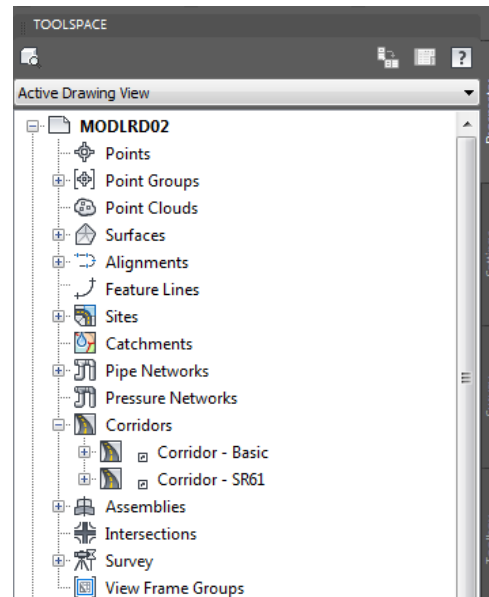 TOOLSPACE
?
Active Drawing View
MODLRD02
Points
Point Groups
Point Clouds
Surfaces
Alignments
Feature Lines
Sites
Catchments
Pipe Networks
Pressure Networks
Corridors
Corridor - Basic
Corridor - SR61
Assemblies
Intersections
Survey
View Frame Groups